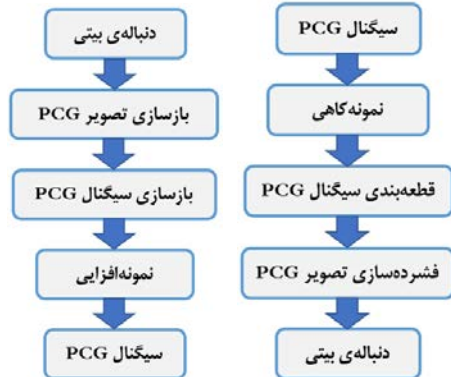 سیگنال PCG
نمونه‌کاهی
قطعه‌بندی سیگنال PCG
فشرده‌سازی تصویر PCG
دنباله‌ی بیتی
دنباله‌ی بیتی
بازسازی تصویر PCG
بازسازی سیگنال PCG
نمونه‌افزایی
سیگنال PCG